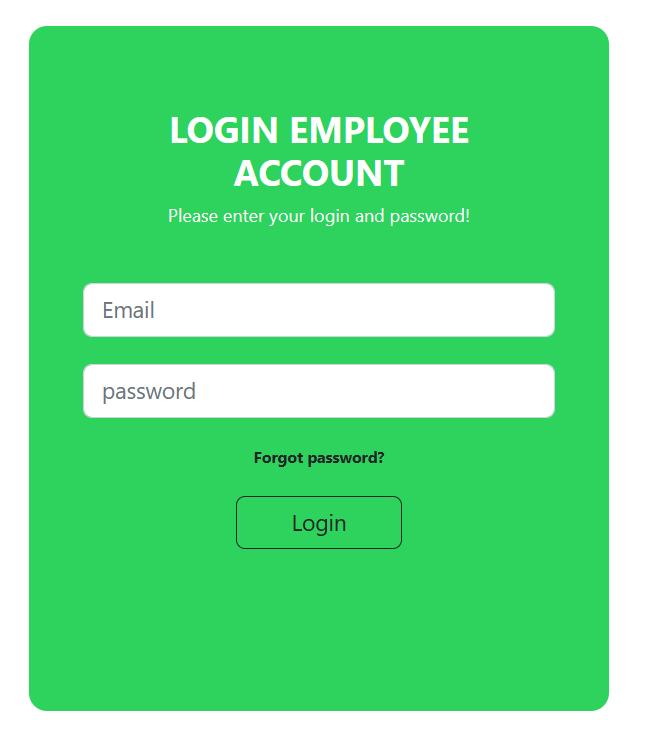 LOGIN EMPLOYEE
ACCOUNT
Please enter your login and password!
Email
password
Forgot password?
Login